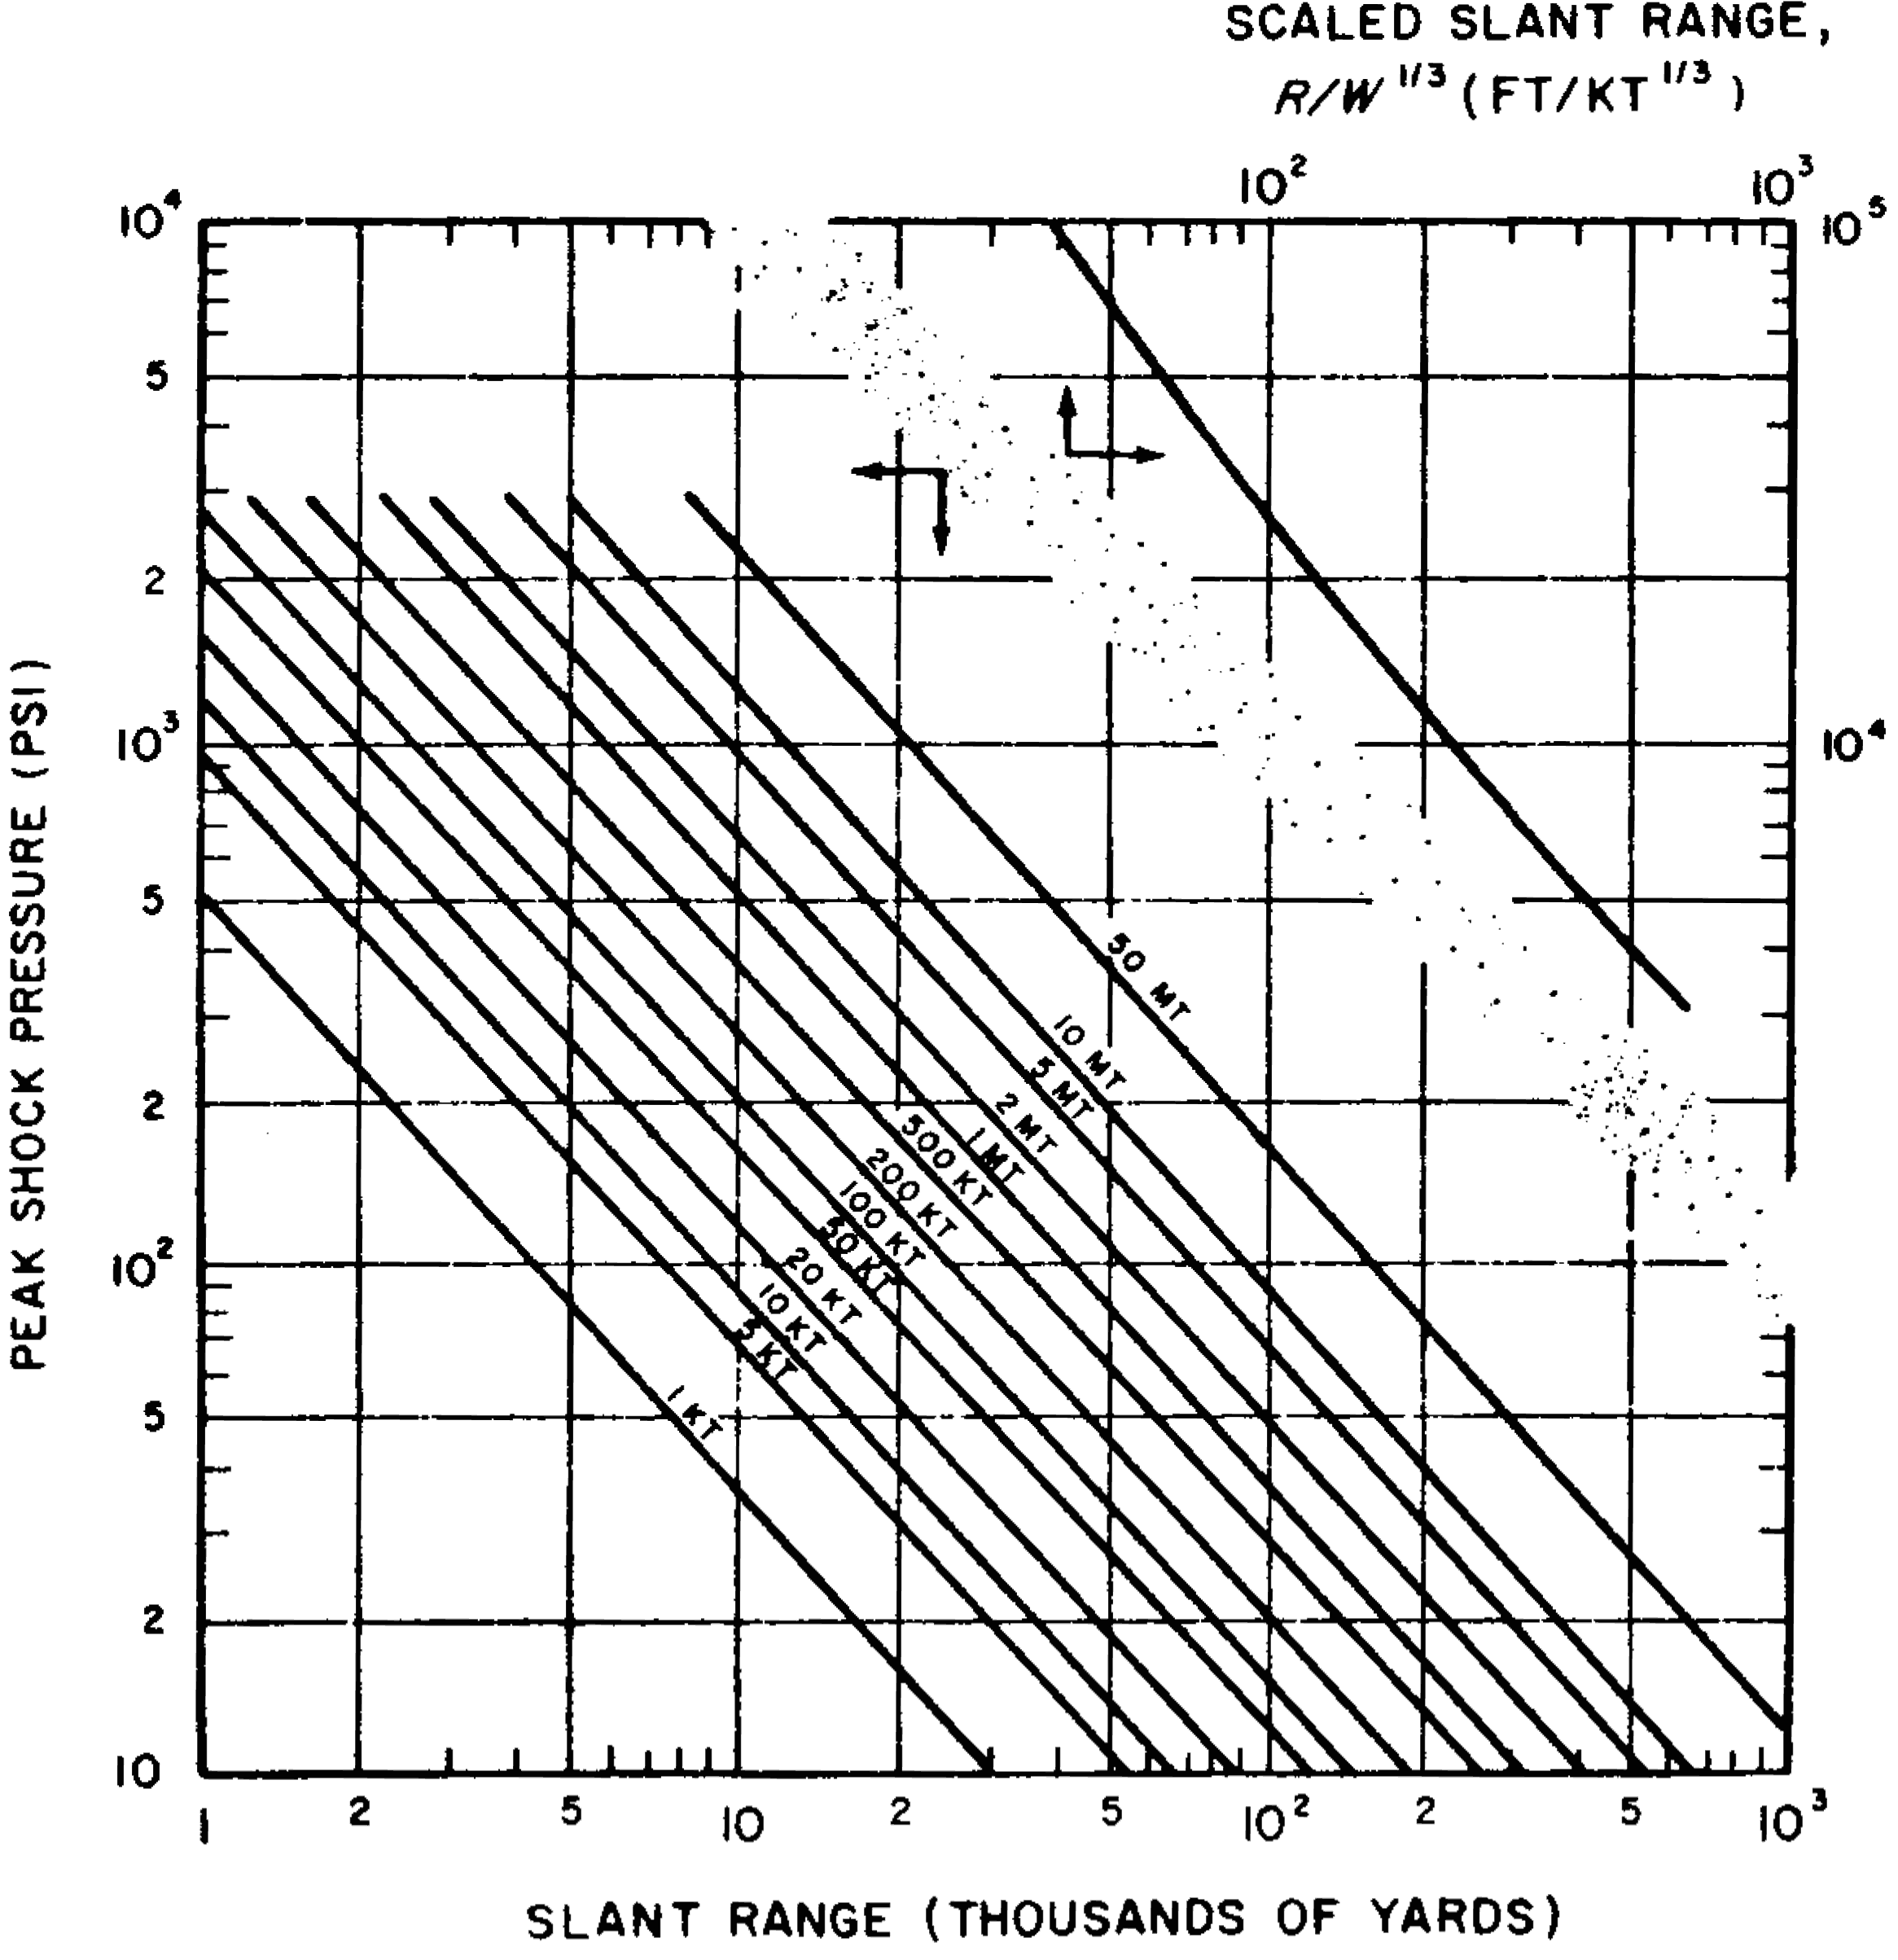 SCALED SLANT RANGE,
R/W^1/3 (FT/KT^1/3)
10^2 10^3
10^4 10^5
5
2
10^3 10^4
5
2
10^2
5
2
10
PEAK SHOCK PRESSURE (PSI)
50 MT
10 MT
5 MT
2 MT
1 MT
500 KT
200 KT
100 KT
50 KT
20 KT
10 KT
5 KT
1 KT
1 2 5 10 2 5 10^2 2 5 10^3
SLANT RANGE (THOUSANDS OF YARDS)